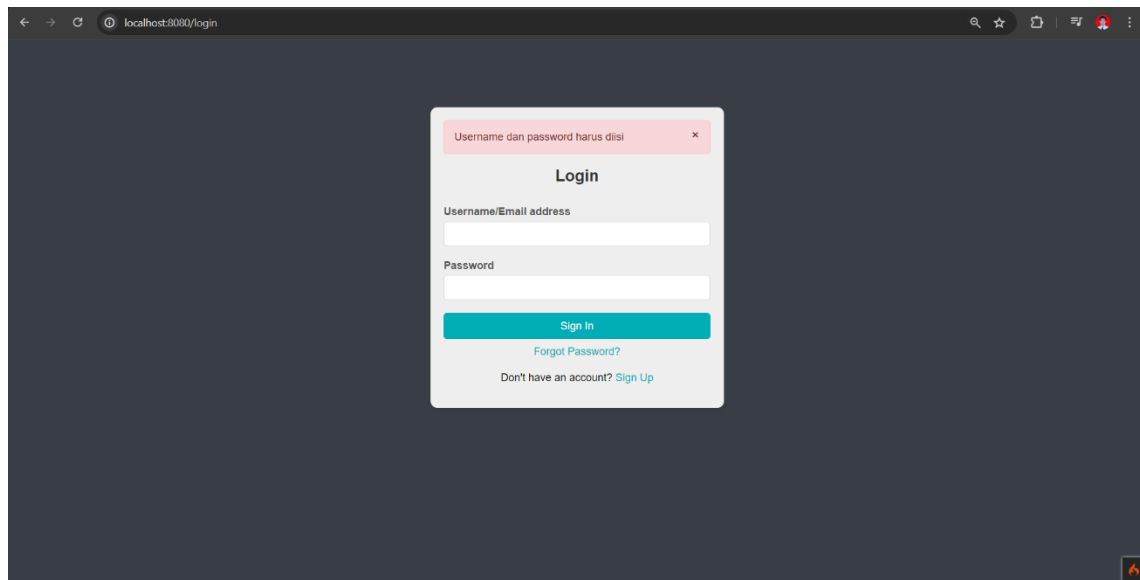 localhost:8080/login
Username dan password harus diisi ×
Login
Username/Email address
Password
Sign In
Forgot Password?
Don't have an account? Sign Up